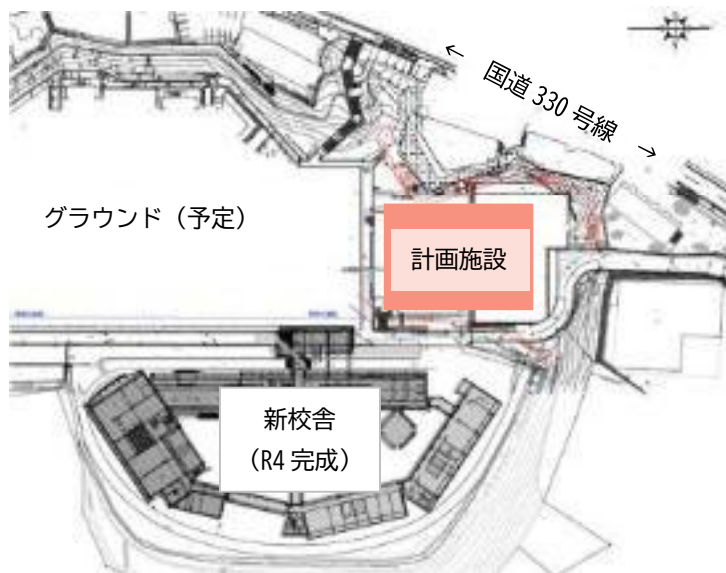 ← 国道 330 号線 →
グラウンド（予定）
計画施設
新校舎
（R4 完成）